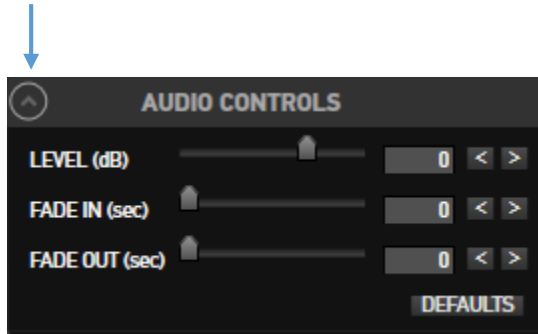 AUDIO CONTROLS
LEVEL (dB) 0 < >
FADE IN (sec) 0 < >
FADE OUT (sec) 0 < >
DEFAULTS